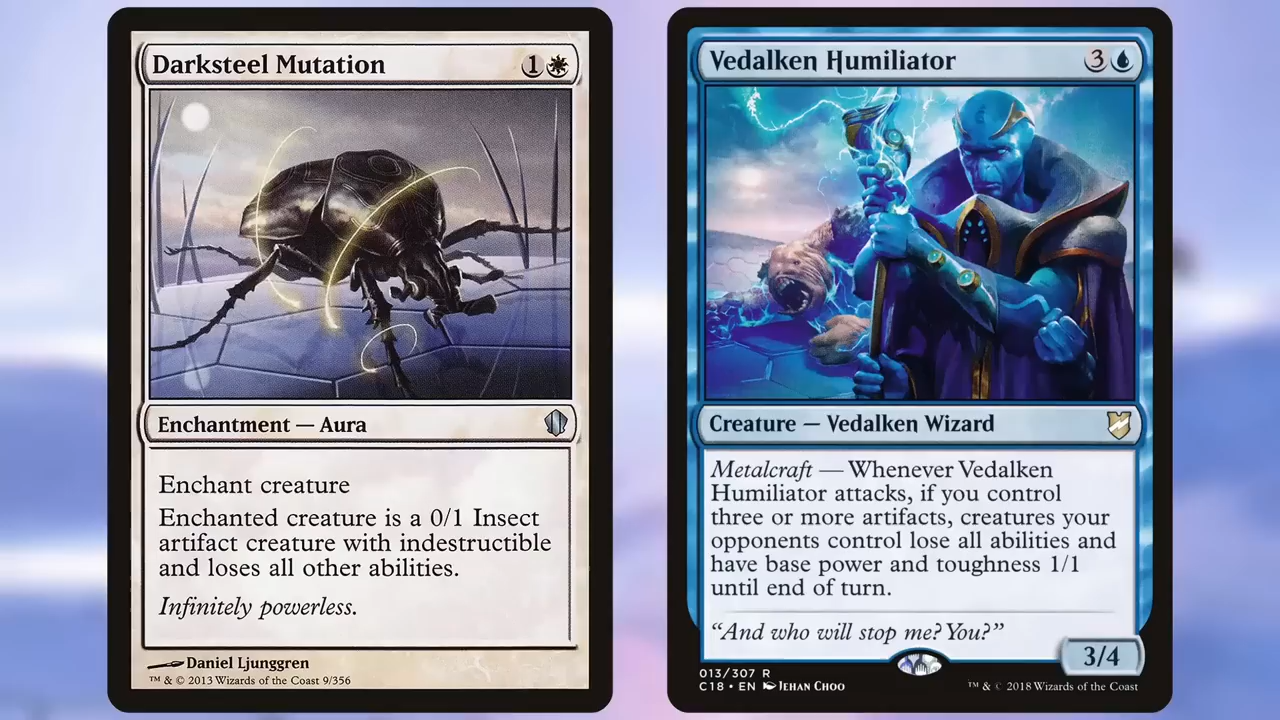 Darksteel Mutation
1
Enchantment — Aura
Enchant creature
Enchanted creature is a 0/1 Insect
artifact creature with indestructible
and loses all other abilities.
Infinitely powerless.
Daniel Ljunggren
™ & © 2013 Wizards of the Coast 9/356
Vedalken Humiliator
3
Creature — Vedalken Wizard
Metalcraft — Whenever Vedalken
Humiliator attacks, if you control
three or more artifacts, creatures your
opponents control lose all abilities and
have base power and toughness 1/1
until end of turn.
“And who will stop me? You?”
3/4
013/307 R
C18 • EN Jehan Choo
™ & © 2018 Wizards of the Coast